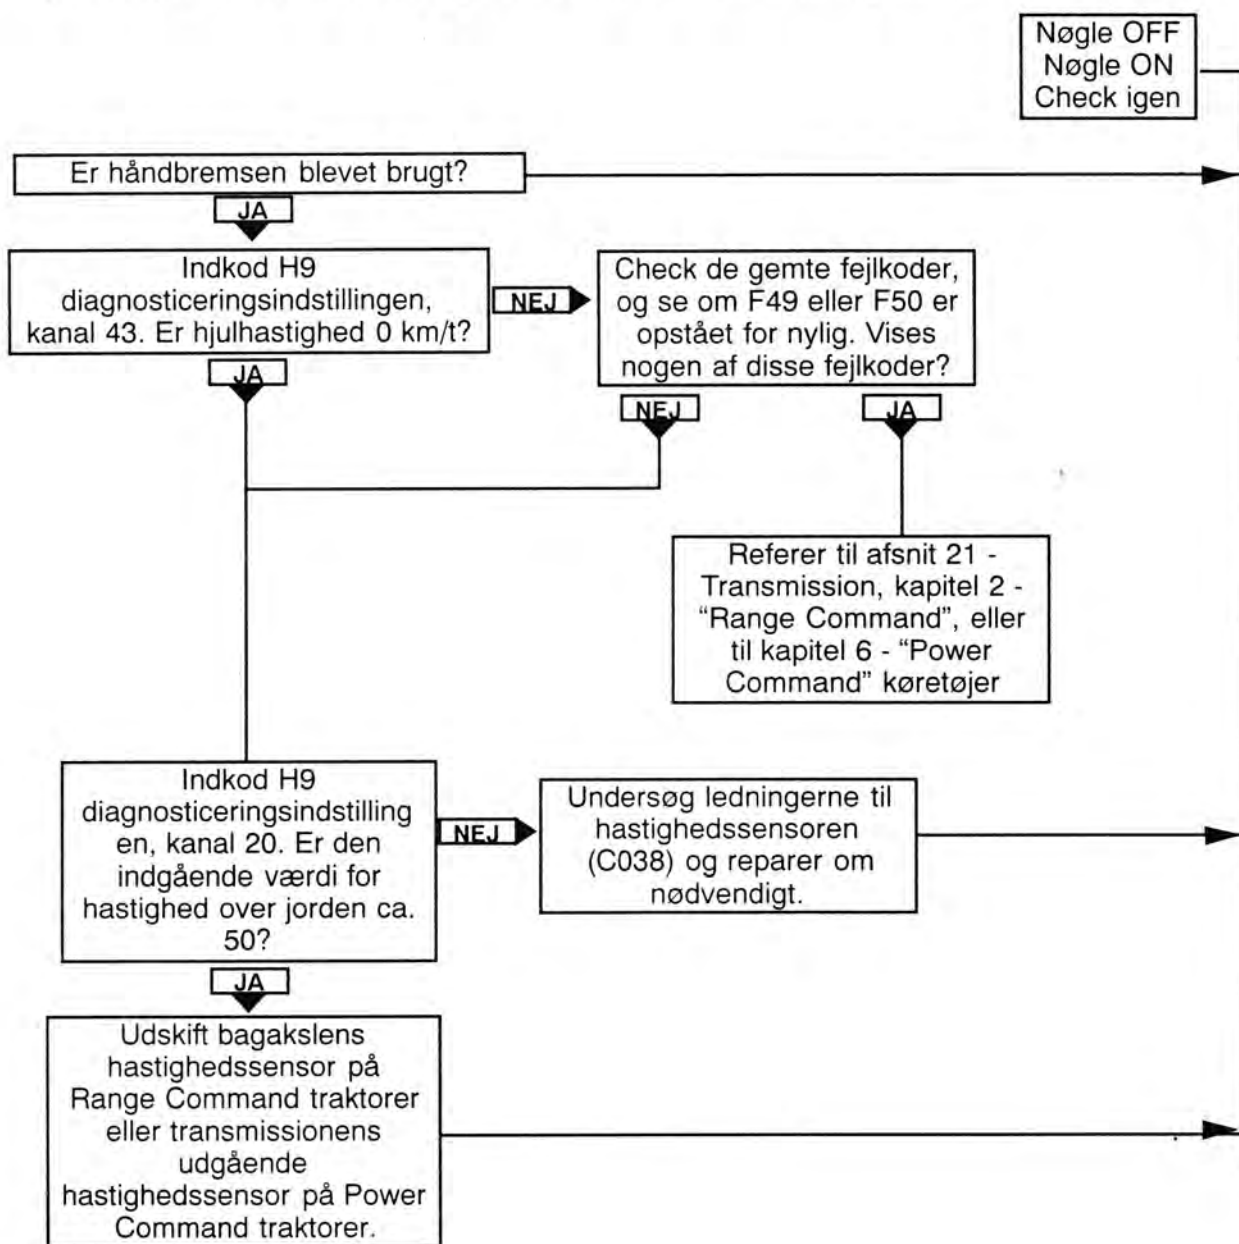 Nøgle OFF
Nøgle ON
Check igen
Er håndbremsen blevet brugt?
JA
Indkod H9
diagnosticeringsindstillingen,
kanal 43. Er hjulhastighed 0 km/t?
NEJ
Check de gemte fejlkoder,
og se om F49 eller F50 er
opstået for nylig. Vises
nogen af disse fejlkoder?
JA
NEJ
JA
Referer til afsnit 21 -
Transmission, kapitel 2 -
“Range Command”, eller
til kapitel 6 - “Power
Command” køretøjer
Indkod H9
diagnosticeringsindstilling
en, kanal 20. Er den
indgående værdi for
hastighed over jorden ca.
50?
NEJ
Undersøg ledningerne til
hastighedssensoren
(C038) og reparer om
nødvendigt.
JA
Udskift bagakslens
hastighedssensor på
Range Command traktorer
eller transmissionens
udgående
hastighedssensor på Power
Command traktorer.